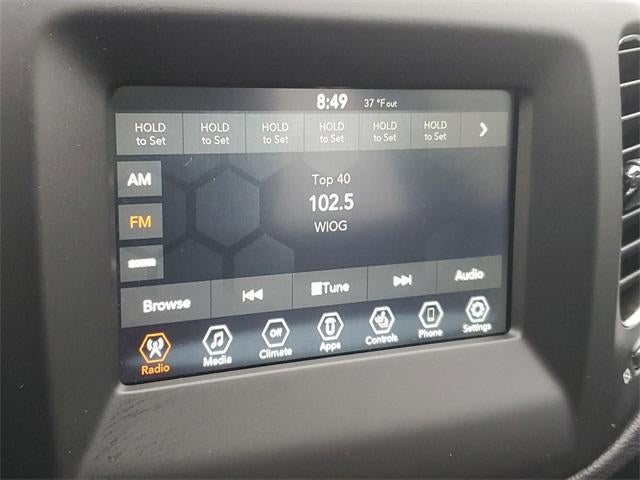 8:49 37 °F out
HOLD to Set HOLD to Set HOLD to Set HOLD to Set HOLD to Set HOLD to Set
AM
Top 40
102.5
FM
WIOG
Browse Tune Audio
Off
Radio Media Climate Apps Controls Phone Settings